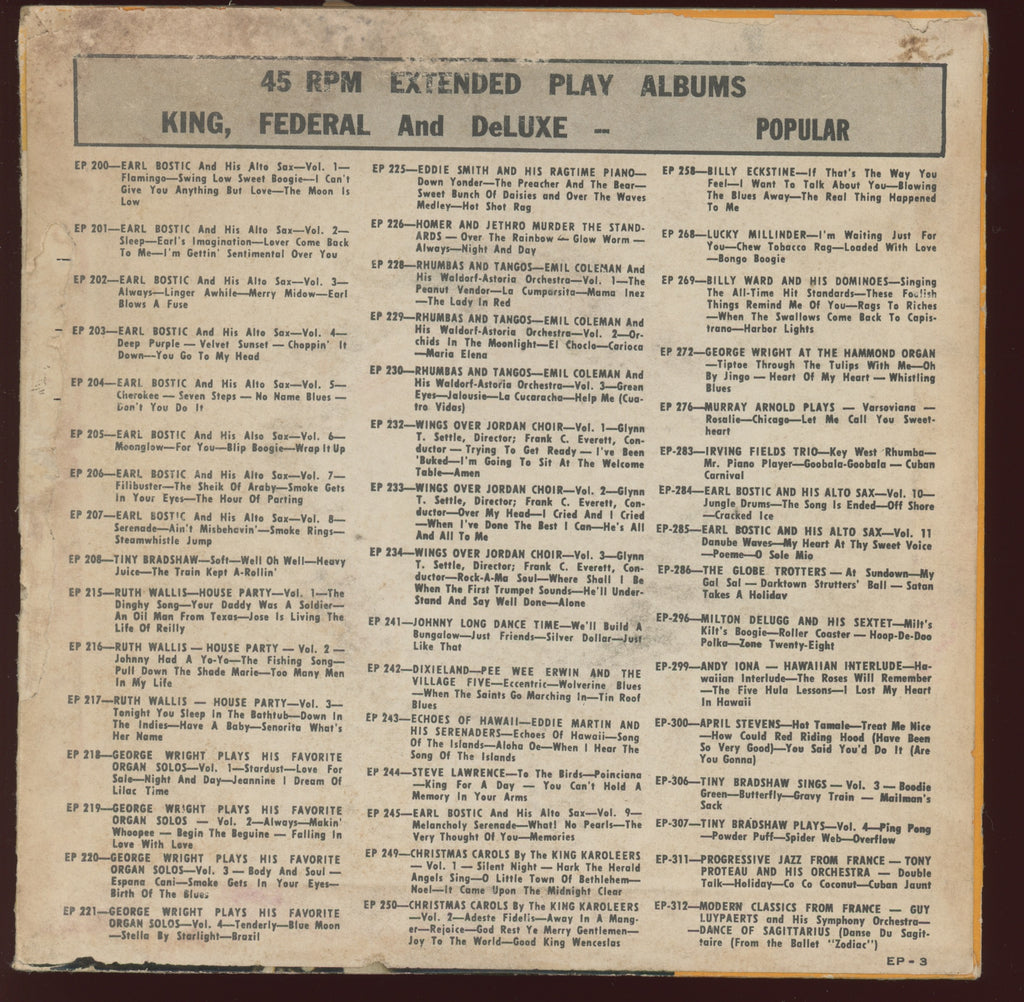 45 RPM EXTENDED PLAY ALBUMS
KING, FEDERAL And DeLUXE -- POPULAR
EP 200—EARL BOSTIC And His Alto Sax—Vol. 1—
Flamingo—Swing Low Sweet Boogie—I Can't
Give You Anything But Love—The Moon Is
Low
EP 201—EARL BOSTIC And His Alto Sax—Vol. 2—
Sleep—Earl's Imagination—Lover Come Back
To Me—I'm Gettin' Sentimental Over You
EP 202—EARL BOSTIC And His Alto Sax—Vol. 3—
Always—Linger Awhile—Merry Midow—Earl
Blows A Fuse
EP 203—EARL BOSTIC And His Alto Sax—Vol. 4—
Deep Purple — Velvet Sunset — Choppin' It
Down—You Go To My Head
EP 204—EARL BOSTIC And His Alto Sax—Vol. 5—
Cherokee — Seven Steps — No Name Blues —
Don't You Do It
EP 205—EARL BOSTIC And His Also Sax—Vol. 6—
Moonglow—For You—Blip Boogie—Wrap It Up
EP 206—EARL BOSTIC And His Alto Sax—Vol. 7—
Filibuster—The Sheik Of Araby—Smoke Gets
In Your Eyes—The Hour Of Parting
EP 207—EARL BOSTIC And His Alto Sax—Vol. 8—
Serenade—Ain't Misbehavin'—Smoke Rings—
Steamwhistle Jump
EP 208—TINY BRADSHAW—Soft—Well Oh Well—Heavy
Juice—The Train Kept A-Rollin'
EP 215—RUTH WALLIS—HOUSE PARTY—Vol. 1—The
Dinghy Song—Your Daddy Was A Soldier—
An Oil Man From Texas—Jose Is Living The
Life Of Reilly
EP 216—RUTH WALLIS — HOUSE PARTY — Vol. 2 —
Johnny Had A Yo-Yo—The Fishing Song—
Pull Down The Shade Marie—Too Many Men
In My Life
EP 217—RUTH WALLIS — HOUSE PARTY—Vol. 3—
Tonight You Sleep In The Bathtub—Down In
The Indies—Have A Baby—Senorita What's
Her Name
EP 218—GEORGE WRIGHT PLAYS HIS FAVORITE
ORGAN SOLOS—Vol. 1—Stardust—Love For
Sale—Night And Day—Jeannine I Dream Of
Lilac Time
EP 219—GEORGE WRIGHT PLAYS HIS FAVORITE
ORGAN SOLOS — Vol. 2—Always—Makin'
Whoopee — Begin The Beguine — Falling In
Love With Love
EP 220—GEORGE WRIGHT PLAYS HIS FAVORITE
ORGAN SOLOS—Vol. 3 — Body And Soul —
Espana Cani—Smoke Gets In Your Eyes—
Birth Of The Blues
EP 221—GEORGE WRIGHT PLAYS HIS FAVORITE
ORGAN SOLOS—Vol. 4—Tenderly—Blue Moon
—Stella By Starlight—Brazil
EP 225—EDDIE SMITH AND HIS RAGTIME PIANO—
Down Yonder—The Preacher And The Bear—
Sweet Bunch Of Daisies and Over The Waves
Medley—Hot Shot Rag
EP 226—HOMER AND JETHRO MURDER THE STAND-
ARDS — Over The Rainbow — Glow Worm —
Always—Night And Day
EP 228—RHUMBAS AND TANGOS—EMIL COLEMAN And
His Waldorf-Astoria Orchestra—Vol. 1—The
Peanut Vendor—La Cumparsita—Mama Inez
—The Lady In Red
EP 229—RHUMBAS AND TANGOS—EMIL COLEMAN And
His Waldorf-Astoria Orchestra—Vol. 2—Or-
chids In The Moonlight—El Choclo—Carioca
—Maria Elena
EP 230—RHUMBAS AND TANGOS—EMIL COLEMAN And
His Waldorf-Astoria Orchestra—Vol. 3—Green
Eyes—Jalousie—La Cucaracha—Help Me (Cua-
tro Vidas)
EP 232—WINGS OVER JORDAN CHOIR—Vol. 1—Glynn
T. Settle, Director; Frank C. Everett, Con-
ductor — Trying To Get Ready — I've Been
'Buked—I'm Going To Sit At The Welcome
Table—Amen
EP 233—WINGS OVER JORDAN CHOIR—Vol. 2—Glynn
T. Settle, Director; Frank C. Everett, Con-
ductor—Over My Head—I Cried And I Cried
—When I've Done The Best I Can—He's All
And All To Me
EP 234—WINGS OVER JORDAN CHOIR—Vol. 3—Glynn
T. Settle, Director; Frank C. Everett, Con-
ductor—Rock-A-Ma Soul—Where Shall I Be
When The First Trumpet Sounds—He'll Under-
Stand And Say Well Done—Alone
EP 241—JOHNNY LONG DANCE TIME—We'll Build A
Bungalow—Just Friends—Silver Dollar—Just
Like That
EP 242—DIXIELAND—PEE WEE ERWIN AND THE
VILLAGE FIVE—Eccentric—Wolverine Blues
—When The Saints Go Marching In—Tin Roof
Blues
EP 243—ECHOES OF HAWAII—EDDIE MARTIN AND
HIS SERENADERS—Echoes Of Hawaii—Song
Of The Islands—Aloha Oe—When I Hear The
Song Of The Islands
EP 244—STEVE LAWRENCE—To The Birds—Poinciana
—King For A Day — You Can't Hold A
Memory In Your Arms
EP 245—EARL BOSTIC And His Alto Sax—Vol. 9—
Melancholy Serenade—What! No Pearls—The
Very Thought Of You—Memories
EP 249—CHRISTMAS CAROLS By The KING KAROLEERS
— Vol. 1 — Silent Night — Hark The Herald
Angels Sing—O Little Town Of Bethlehem—
Noel—It Came Upon The Midnight Clear
EP 250—CHRISTMAS CAROLS By The KING KAROLEERS
—Vol. 2—Adeste Fidelis—Away In A Mang-
er—Rejoice—God Rest Ye Merry Gentlemen—
Joy To The World—Good King Wenceslas
EP 258—BILLY ECKSTINE—If That's The Way You
Feel—I Want To Talk About You—Blowing
The Blues Away—The Real Thing Happened
To Me
EP 268—LUCKY MILLINDER—I'm Waiting Just For
You—Chew Tobacco Rag—Loaded With Love
—Bongo Boogie
EP 269—BILLY WARD AND HIS DOMINOES—Singing
The All-Time Hit Standards—These Foolish
Things Remind Me Of You—Rags To Riches
—When The Swallows Come Back To Capis-
trano—Harbor Lights
EP 272—GEORGE WRIGHT AT THE HAMMOND ORGAN
—Tiptoe Through The Tulips With Me—Oh
By Jingo — Heart Of My Heart — Whistling
Blues
EP 276—MURRAY ARNOLD PLAYS — Varsoviana —
Rosalie—Chicago—Let Me Call You Sweet-
heart
EP-283—IRVING FIELDS TRIO—Key West Rhumba—
Mr. Piano Player—Goobala-Goobala — Cuban
Carnival
EP-284—EARL BOSTIC AND HIS ALTO SAX—Vol. 10—
Jungle Drums—The Song Is Ended—Off Shore
—Cracked Ice
EP-285—EARL BOSTIC AND HIS ALTO SAX—Vol. 11
Danube Waves—My Heart At Thy Sweet Voice
—Poeme—O Sole Mio
EP-286—THE GLOBE TROTTERS — At Sundown—My
Gal Sal — Darktown Strutters' Ball — Satan
Takes A Holiday
EP-296—MILTON DELUGG AND HIS SEXTET—Milt's
Kilt's Boogie—Roller Coaster — Hoop-De-Doo
Polka—Zone Twenty-Eight
EP-299—ANDY IONA — HAWAIIAN INTERLUDE—Ha-
waiian Interlude—The Roses Will Remember
—The Five Hula Lessons—I Lost My Heart
In Hawaii
EP-300—APRIL STEVENS—Hot Tamale—Treat Me Nice
—How Could Red Riding Hood (Have Been
So Very Good)—You Said You'd Do It (Are
You Gonna)
EP-306—TINY BRADSHAW SINGS — Vol. 3 — Boodie
Green—Butterfly—Gravy Train — Mailman's
Sack
EP-307—TINY BRADSHAW PLAYS—Vol. 4—Ping Pong
—Powder Puff—Spider Web—Overflow
EP-311—PROGRESSIVE JAZZ FROM FRANCE — TONY
PROTEAU AND HIS ORCHESTRA — Double
Talk—Holiday—Co Co Coconut—Cuban Jaunt
EP-312—MODERN CLASSICS FROM FRANCE — GUY
LUYPAERTS and His Symphony Orchestra—
—DANCE OF SAGITTARIUS (Danse Du Sagit-
taire (From the Ballet "Zodiac")
EP - 3